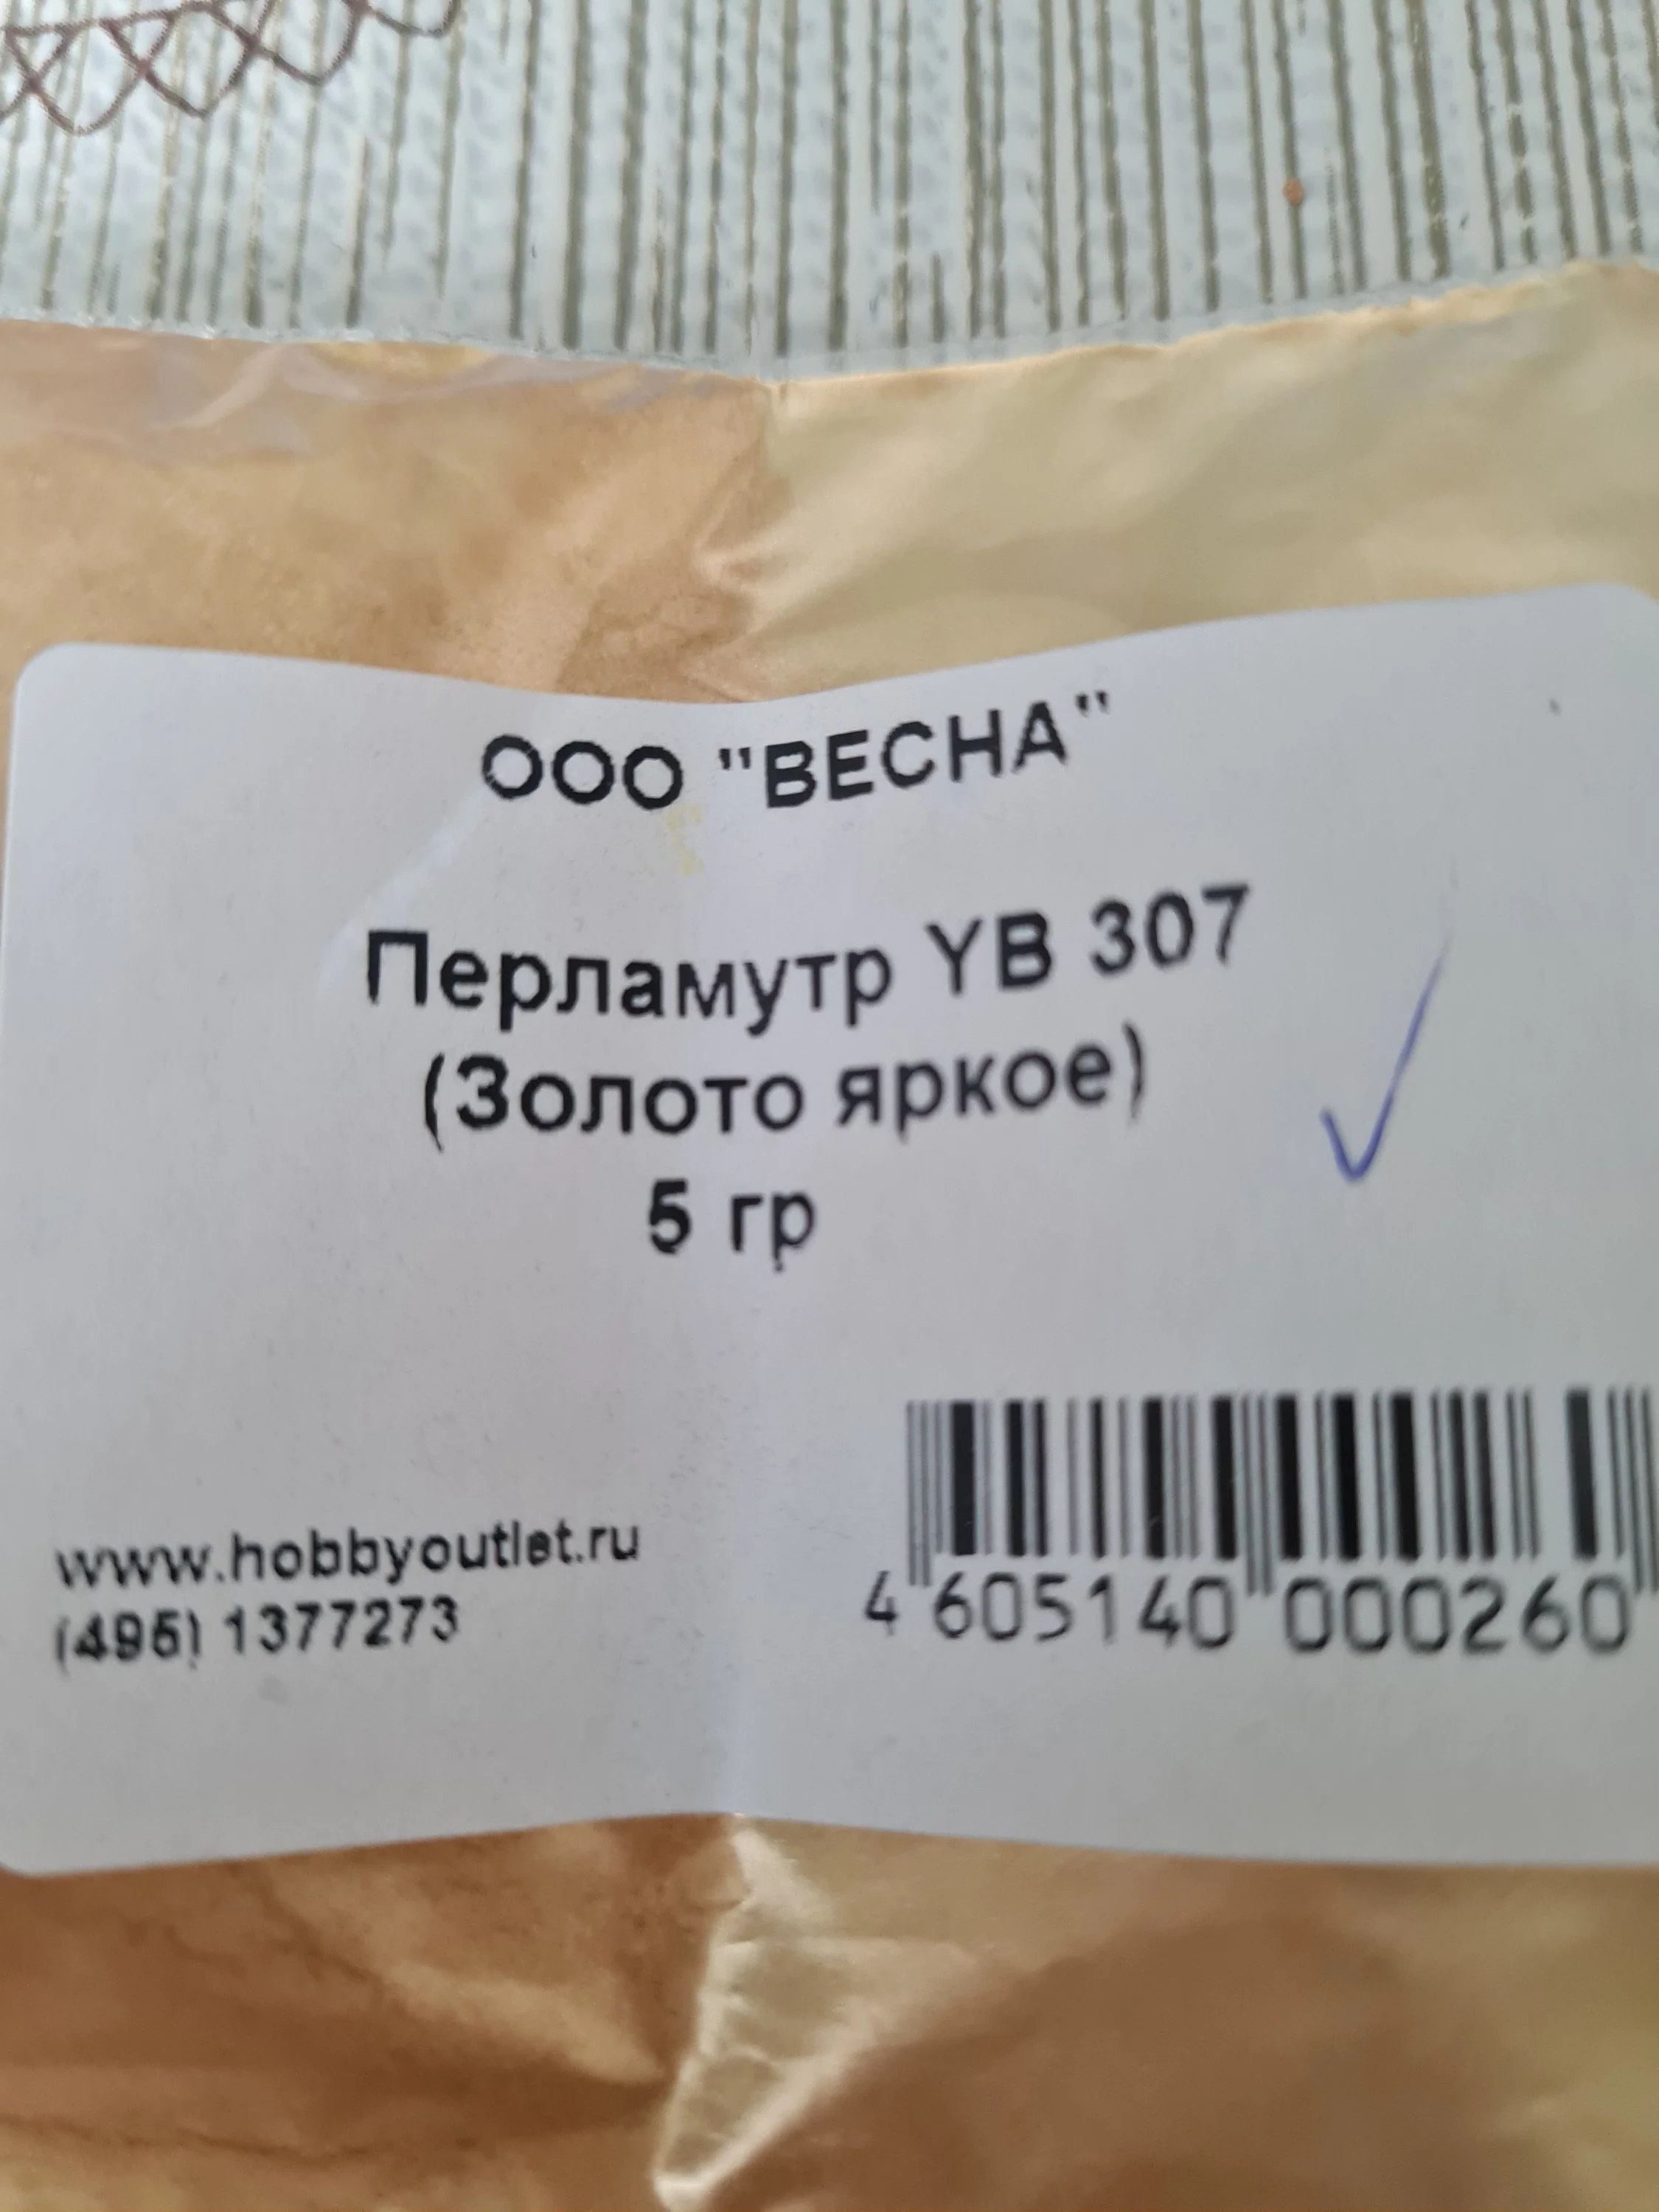 ООО "ВЕСНА"
Перламутр YB 307
(Золото яркое)
5 гр
www.hobbyoutlet.ru
(495) 1377273
4 605140 000260